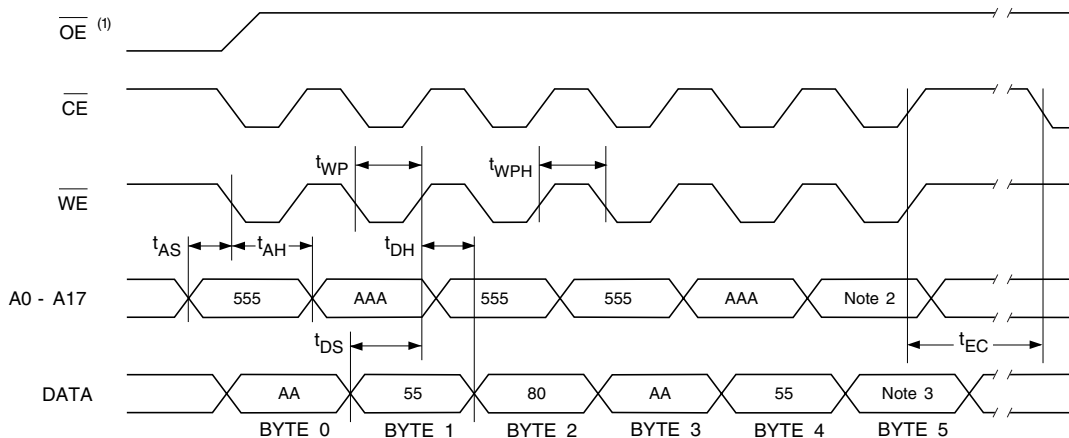 OE (1)
CE
tWP
tWPH
WE
tAS
tAH
tDH
A0 - A17
555
AAA
555
555
AAA
Note 2
tDS
tEC
DATA
AA
55
80
AA
55
Note 3
BYTE 0
BYTE 1
BYTE 2
BYTE 3
BYTE 4
BYTE 5